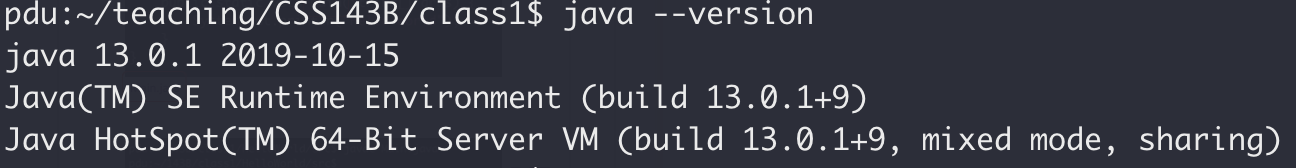 pdu:~/teaching/CSS143B/class1$ java --version
java 13.0.1 2019-10-15
Java(TM) SE Runtime Environment (build 13.0.1+9)
Java HotSpot(TM) 64-Bit Server VM (build 13.0.1+9, mixed mode, sharing)